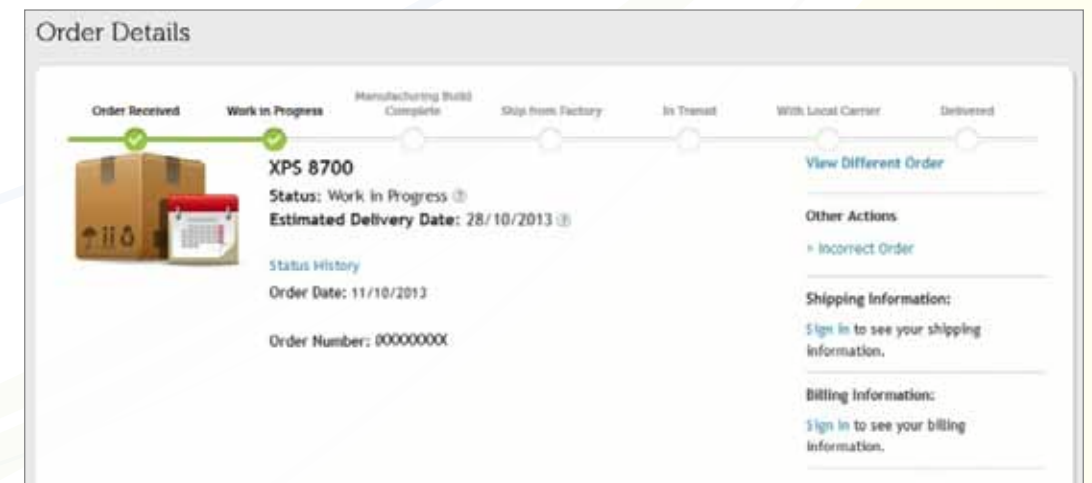 Order Details
Order Received
Work in Progress
Manufacturing Build
Complete
Ship from Factory
In Transit
With Local Carrier
Delivered
XPS 8700
Status: Work in Progress
Estimated Delivery Date: 28/10/2013
Status History
Order Date: 11/10/2013
Order Number:
View Different Order
Other Actions
Incorrect Order
Shipping Information:
Sign in to see your shipping
information.
Billing Information:
Sign in to see your billing
information.